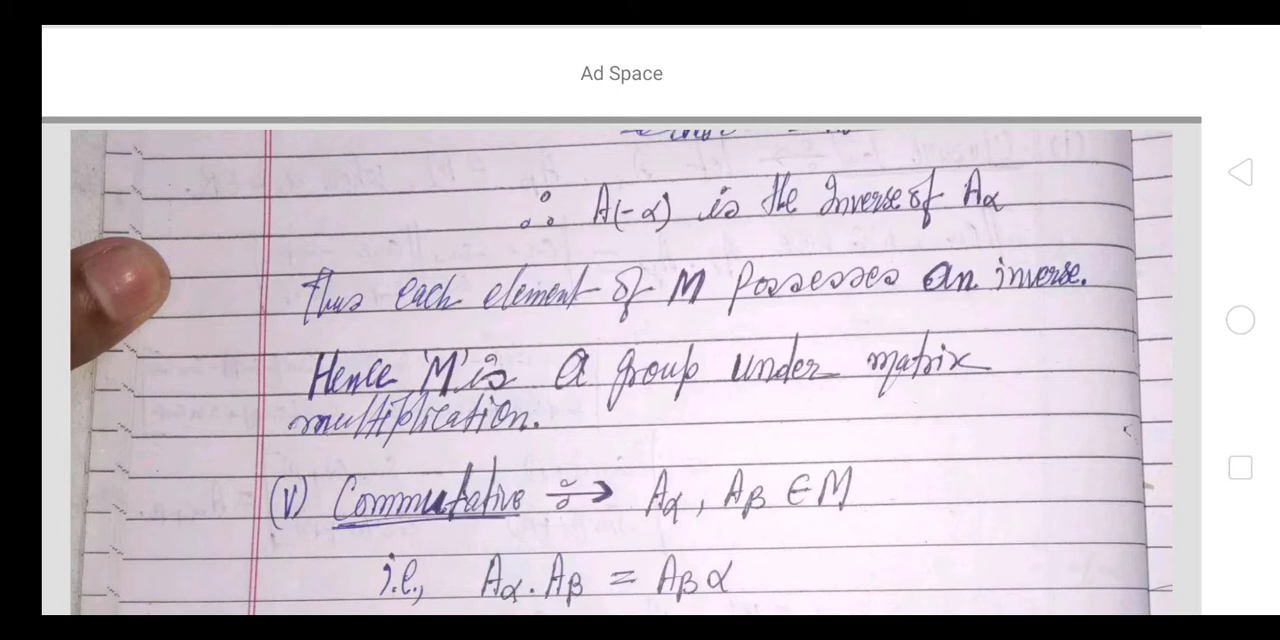 Ad Space
∴ A(-α) is the Inverse of Aα
Thus each element of M Possesses an inverse.
Hence 'M' is a group under matrix
multiplication.
(V) Commutative ÷→ Aα, Aβ ∈ M
i.e., Aα . Aβ = Aβα